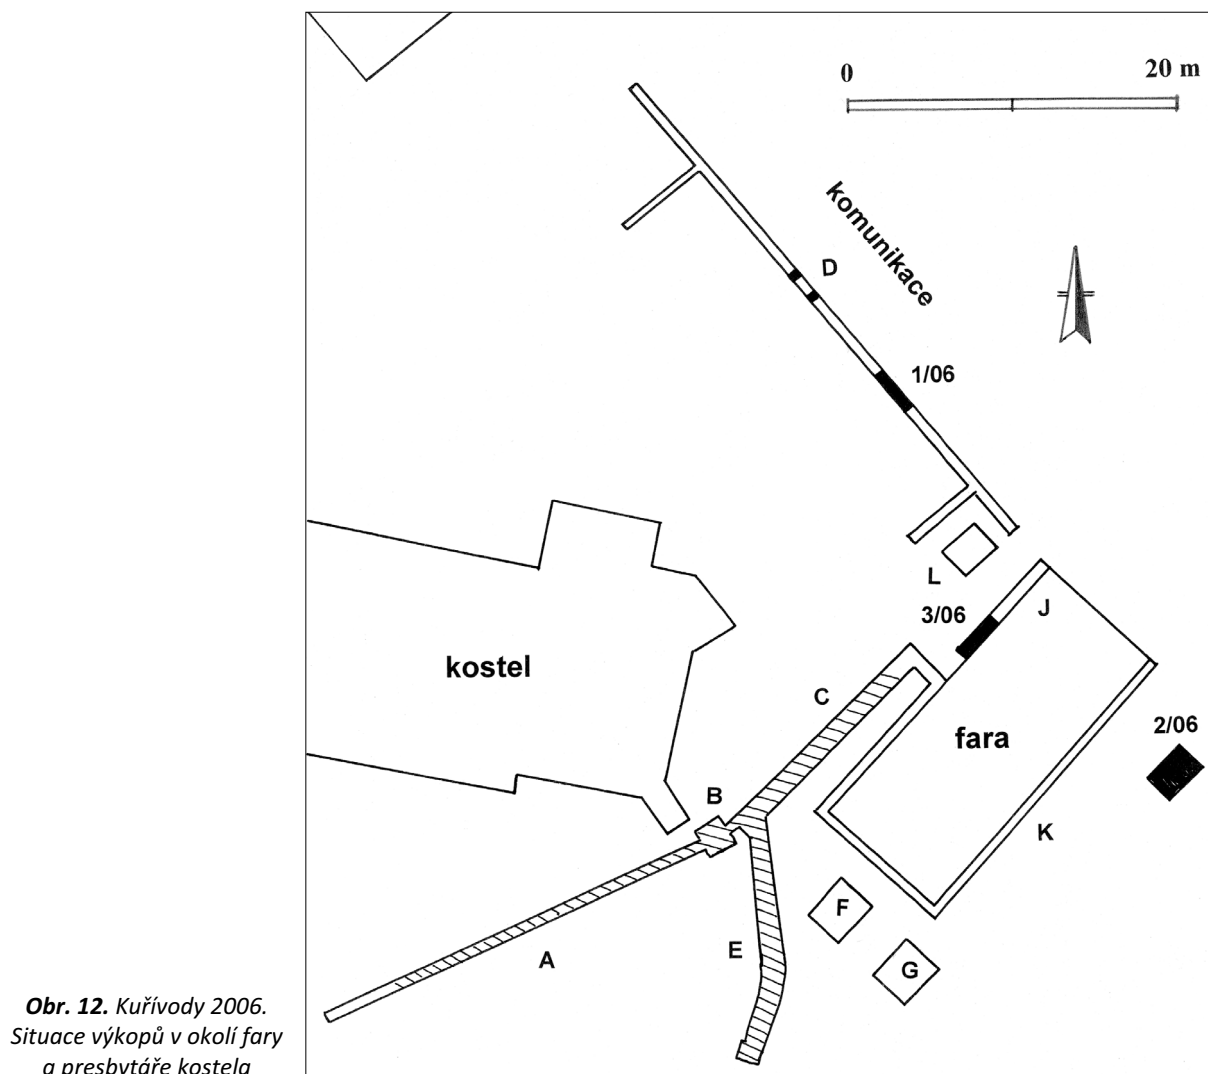 0 20 m
komunikace
D
1/06
L
J
3/06
kostel
C
fara
2/06
B
K
F
A
E
G
Obr. 12. Kuřívody 2006.
Situace výkopů v okolí fary
a presbytáře kostela